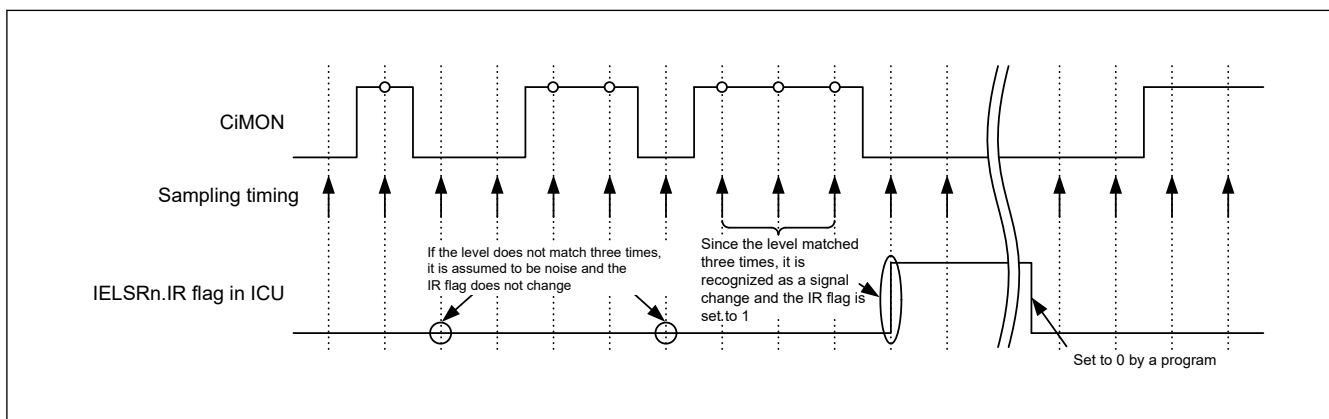 CiMON
Sampling timing
If the level does not match three times,
it is assumed to be noise and the
IR flag does not change
Since the level matched
three times, it is
recognized as a signal
change and the IR flag is
set.to 1
IELSRn.IR flag in ICU
Set to 0 by a program